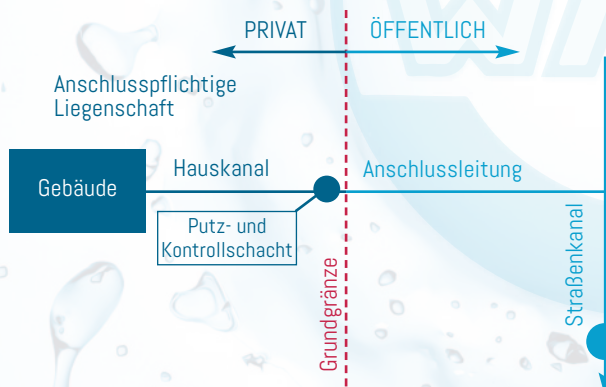 PRIVAT
ÖFFENTLICH
Anschlusspflichtige
Liegenschaft
Gebäude
Hauskanal
Anschlussleitung
Putz- und
Kontrollschacht
Grundgränze
Straßenkanal